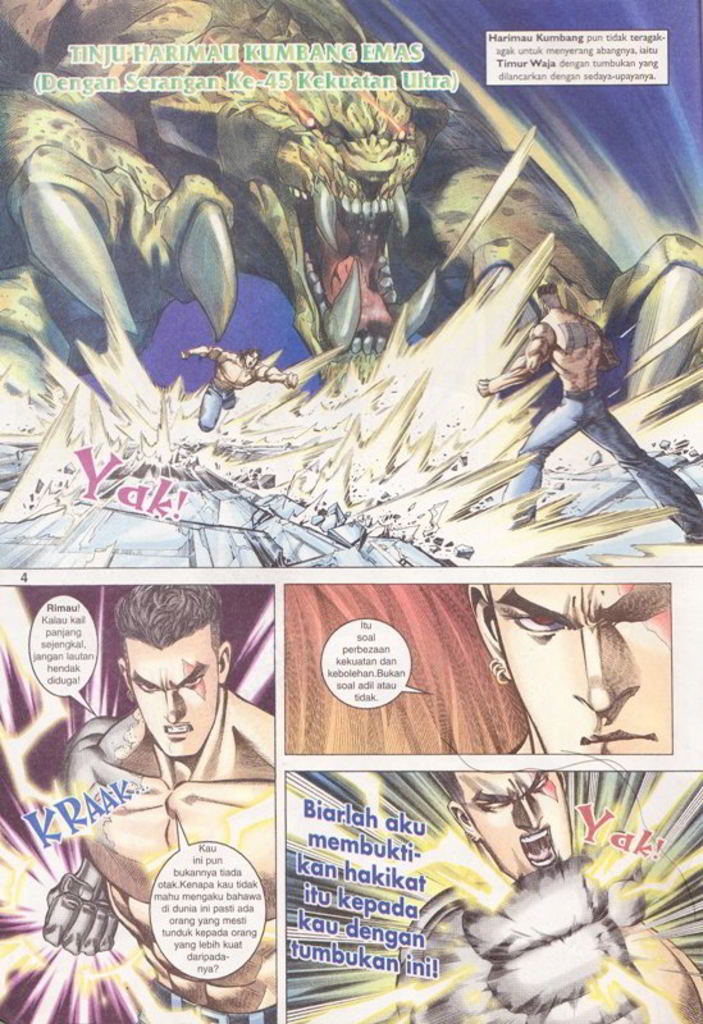 TINJU HARIMAU KUMBANG EMAS
(Dengan Serangan Ke-45 Kekuatan Ultra)
Harimau Kumbang pun tidak teragak-
agak untuk menyerang abangnya, iaitu
Timur Waja dengan tumbukan yang
dilancarkan dengan sedaya-upayanya.
Yak!
4
Rimau!
Kalau kail
panjang
sejengkal,
jangan lautan
hendak
diduga!
KRAAK..
Kau
ini pun
bukannya tiada
otak.Kenapa kau tidak
mahu mengaku bahawa
di dunia ini pasti ada
orang yang mesti
tunduk kepada orang
yang lebih kuat
daripada-
nya?
Itu
soal
perbezaan
kekuatan dan
kebolehan.Bukan
soal adil atau
tidak.
Biarlah aku
membukti-
kan hakikat
itu kepada
kau dengan
tumbukan ini!
Yak!